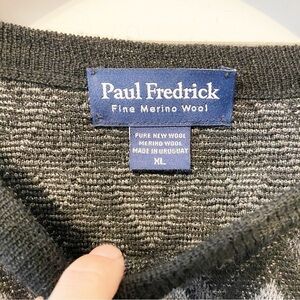 Paul Fredrick
Fine Merino Wool
PURE NEW WOOL
MERINO WOOL
MADE IN URUGUAY
XL